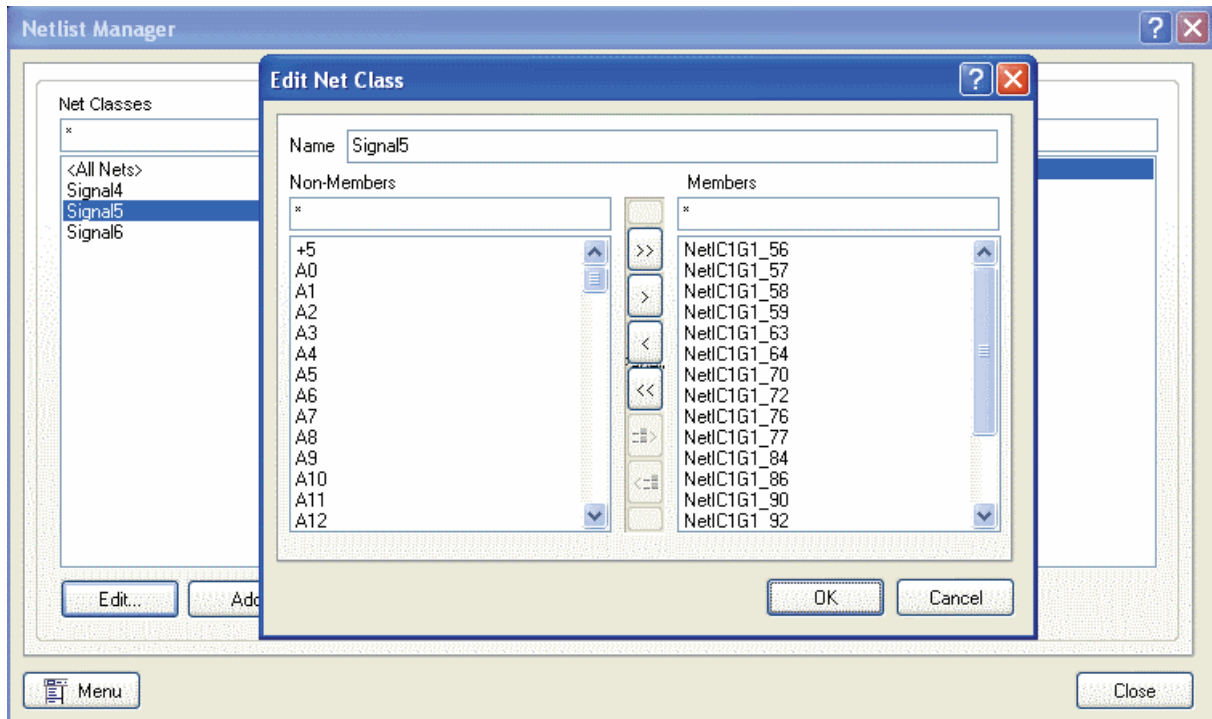 Netlist Manager
Edit Net Class
Net Classes
*
<All Nets>
Signal4
Signal5
Signal6
Name Signal5
Non-Members
*
+5
A0
A1
A2
A3
A4
A5
A6
A7
A8
A9
A10
A11
A12
>>
>
<
<<
Members
*
NetIC1G1_56
NetIC1G1_57
NetIC1G1_58
NetIC1G1_59
NetIC1G1_63
NetIC1G1_64
NetIC1G1_70
NetIC1G1_72
NetIC1G1_76
NetIC1G1_77
NetIC1G1_84
NetIC1G1_86
NetIC1G1_90
NetIC1G1_92
OK Cancel
Edit... Add
Menu Close